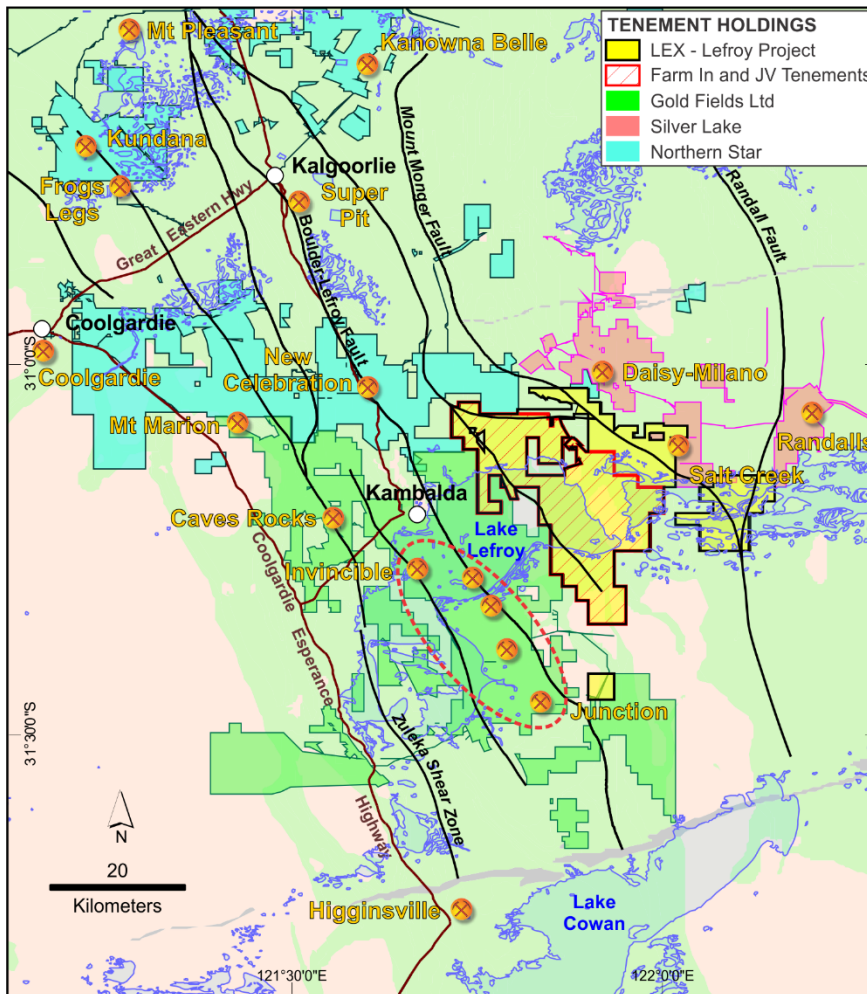 TENEMENT HOLDINGS
LEX - Lefroy Project
Farm In and JV Tenements
Gold Fields Ltd
Silver Lake
Northern Star
Mt Pleasant
Kanowna Belle
Mount Monger Fault
Kundana
Kalgoorlie
Randall Fault
Frogs
Legs
Super
Pit
Great Eastern Hwy
Boulder-Lefroy Fault
Coolgardie
31°0'0"S
Coolgardie
New
Celebration
Daisy-Milano
Mt Marion
Randalls
Salt Creek
Kambalda
Caves Rocks
Lake
Lefroy
Invincible
Coolgardie
Esperance
Highway
Junction
31°30'0"S
Zuleka Shear Zone
N
20
Kilometers
Higginsville
Lake
Cowan
121°30'0"E
122°0'0"E